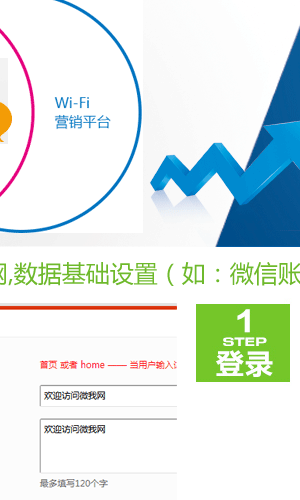 Wi-Fi
营销平台
网,数据基础设置（如：微信账
1
STEP
登录
首页 或者 home —— 当用户输入
欢迎访问微我网
欢迎访问微我网
最多填写120个字